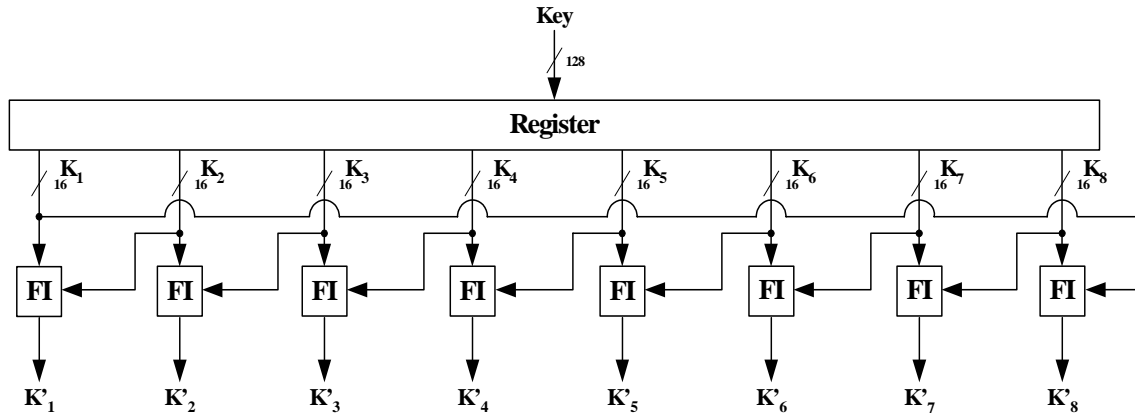 Key
128
Register
16 K1 16 K2 16 K3 16 K4 16 K5 16 K6 16 K7 16 K8
FI FI FI FI FI FI FI FI
K'1 K'2 K'3 K'4 K'5 K'6 K'7 K'8